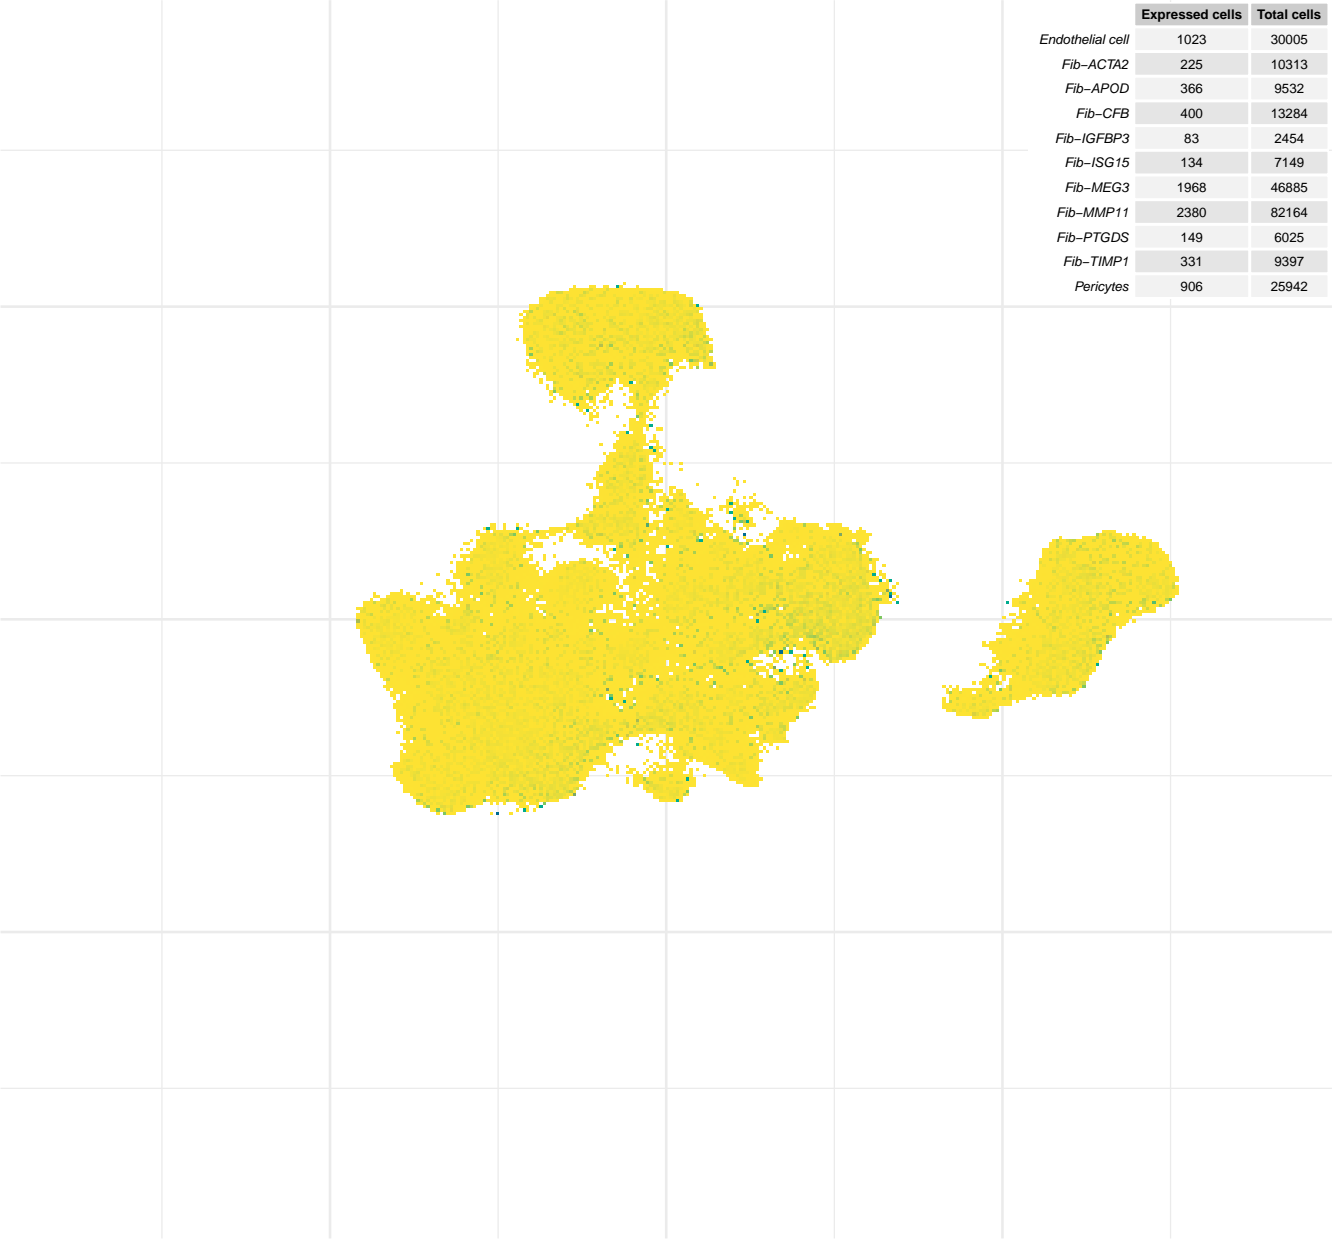 Expressed cells Total cells
Endothelial cell 1023 30005
Fib−ACTA2 225 10313
Fib−APOD 366 9532
Fib−CFB 400 13284
Fib−IGFBP3 83 2454
Fib−ISG15 134 7149
Fib−MEG3 1968 46885
Fib−MMP11 2380 82164
Fib−PTGDS 149 6025
Fib−TIMP1 331 9397
Pericytes 906 25942